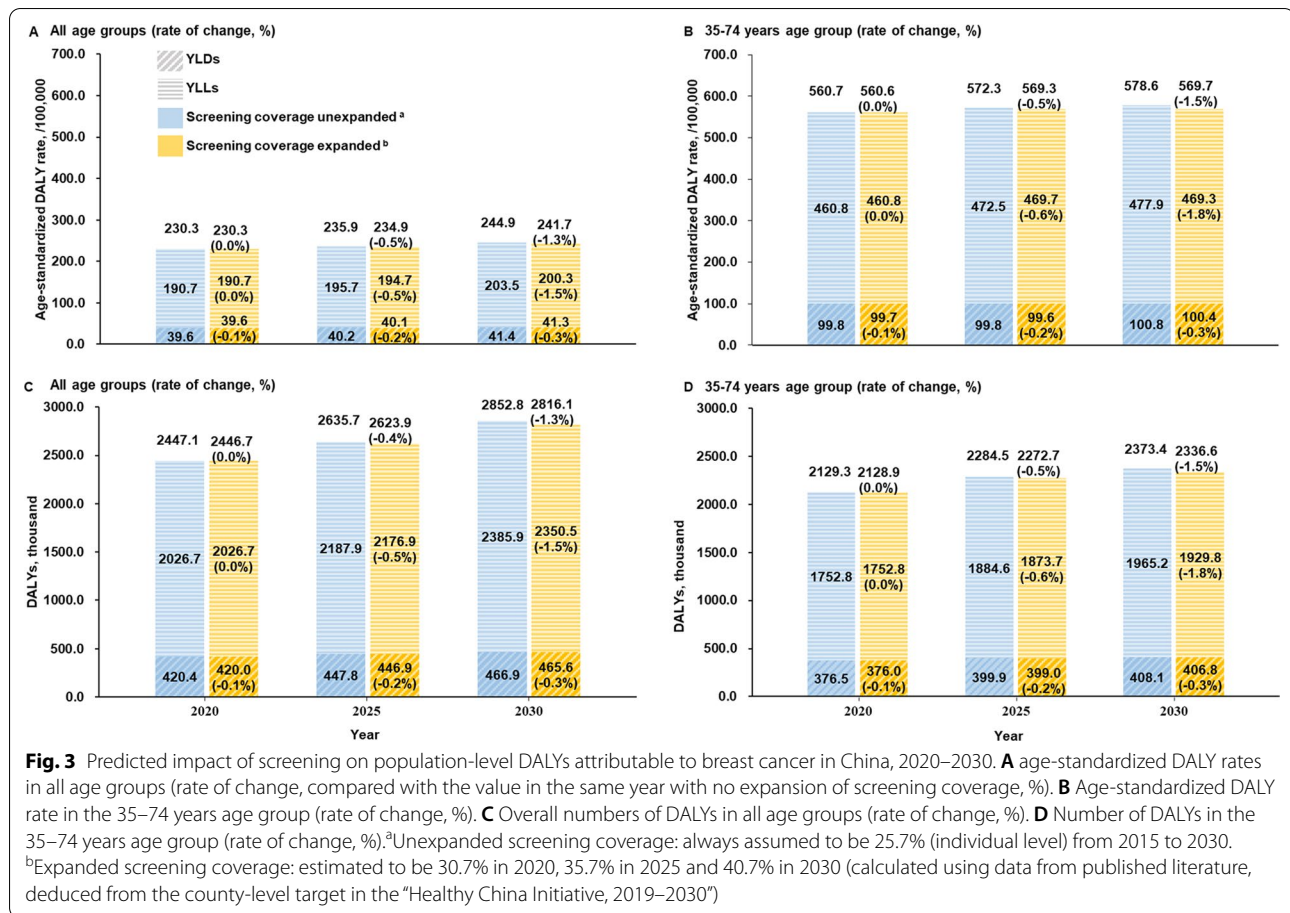 A All age groups (rate of change, %)
Age-standardized DALY rate, /100,000
700.0
600.0
500.0
400.0
300.0
200.0
100.0
0.0
YLDs
YLLs
Screening coverage unexpanded a
Screening coverage expanded b
230.3 230.3 235.9 234.9 244.9 241.7
(0.0%) (-0.5%) (-1.3%)
190.7 190.7 195.7 194.7 203.5 200.3
(0.0%) (-0.5%) (-1.5%)
39.6 39.6 40.2 40.1 41.4 41.3
(-0.1%) (-0.2%) (-0.3%)
B 35-74 years age group (rate of change, %)
Age-standardized DALY rate, /100,000
700.0
600.0
500.0
400.0
300.0
200.0
100.0
0.0
560.7 560.6 572.3 569.3 578.6 569.7
(0.0%) (-0.5%) (-1.5%)
460.8 460.8 472.5 469.7 477.9 469.3
(0.0%) (-0.6%) (-1.8%)
99.8 99.7 99.8 99.6 100.8 100.4
(-0.1%) (-0.2%) (-0.3%)
C All age groups (rate of change, %)
DALYs, thousand
3000.0
2500.0
2000.0
1500.0
1000.0
500.0
0.0
2447.1 2446.7 2635.7 2623.9 2852.8 2816.1
(0.0%) (-0.4%) (-1.3%)
2026.7 2026.7 2187.9 2176.9 2385.9 2350.5
(0.0%) (-0.5%) (-1.5%)
420.4 420.0 447.8 446.9 466.9 465.6
(-0.1%) (-0.2%) (-0.3%)
2020 2025 2030
Year
D 35-74 years age group (rate of change, %)
DALYs, thousand
3000.0
2500.0
2000.0
1500.0
1000.0
500.0
0.0
2129.3 2128.9 2284.5 2272.7 2373.4 2336.6
(0.0%) (-0.5%) (-1.5%)
1752.8 1752.8 1884.6 1873.7 1965.2 1929.8
(0.0%) (-0.6%) (-1.8%)
376.5 376.0 399.9 399.0 408.1 406.8
(-0.1%) (-0.2%) (-0.3%)
2020 2025 2030
Year
Fig. 3 Predicted impact of screening on population-level DALYs attributable to breast cancer in China, 2020–2030. A age-standardized DALY rates
in all age groups (rate of change, compared with the value in the same year with no expansion of screening coverage, %). B Age-standardized DALY
rate in the 35–74 years age group (rate of change, %). C Overall numbers of DALYs in all age groups (rate of change, %). D Number of DALYs in the
35–74 years age group (rate of change, %).aUnexpanded screening coverage: always assumed to be 25.7% (individual level) from 2015 to 2030.
bExpanded screening coverage: estimated to be 30.7% in 2020, 35.7% in 2025 and 40.7% in 2030 (calculated using data from published literature,
deduced from the county-level target in the “Healthy China Initiative, 2019–2030”)